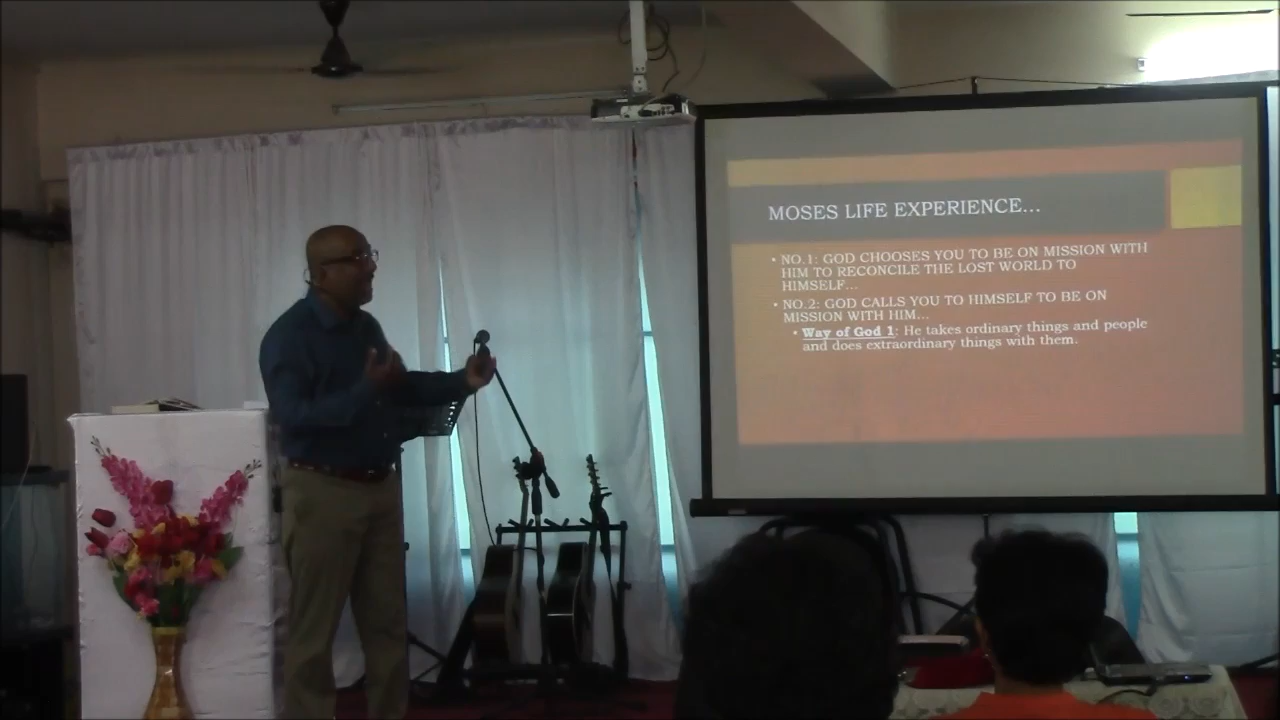 MOSES LIFE EXPERIENCE...
• NO.1: GOD CHOOSES YOU TO BE ON MISSION WITH
HIM TO RECONCILE THE LOST WORLD TO
HIMSELF...
• NO.2: GOD CALLS YOU TO HIMSELF TO BE ON
MISSION WITH HIM...
• Way of God 1: He takes ordinary things and people
and does extraordinary things with them.